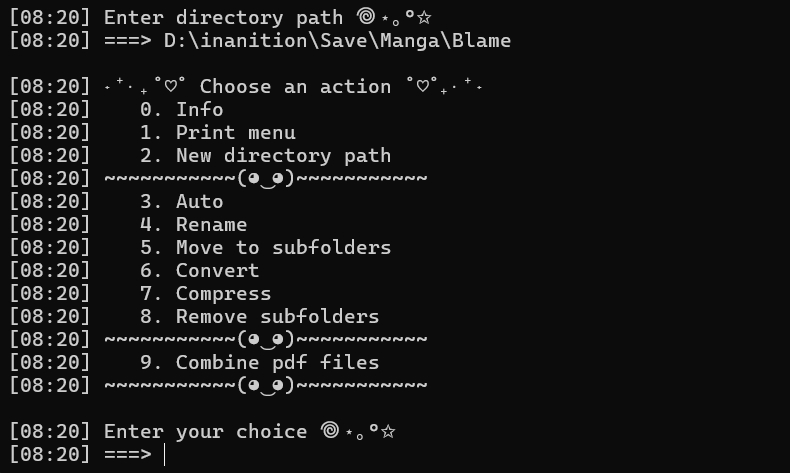 [08:20] Enter directory path ꩜⋆｡°✩
[08:20] ===> D:\inanition\Save\Manga\Blame
[08:20] ˖⁺‧₊˚♡˚ Choose an action ˚♡˚₊‧⁺˖
[08:20]    0. Info
[08:20]    1. Print menu
[08:20]    2. New directory path
[08:20] ~~~~~~~~~~~(◕‿◕)~~~~~~~~~~~
[08:20]    3. Auto
[08:20]    4. Rename
[08:20]    5. Move to subfolders
[08:20]    6. Convert
[08:20]    7. Compress
[08:20]    8. Remove subfolders
[08:20] ~~~~~~~~~~~(◕‿◕)~~~~~~~~~~~
[08:20]    9. Combine pdf files
[08:20] ~~~~~~~~~~~(◕‿◕)~~~~~~~~~~~
[08:20] Enter your choice ꩜⋆｡°✩
[08:20] ===>